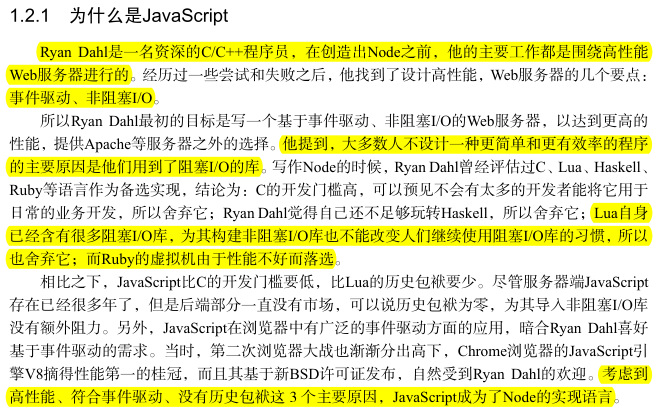 1.2.1 为什么是JavaScript
Ryan Dahl是一名资深的C/C++程序员，在创造出Node之前，他的主要工作都是围绕高性能
Web服务器进行的。经历过一些尝试和失败之后，他找到了设计高性能，Web服务器的几个要点：
事件驱动、非阻塞I/O。
所以Ryan Dahl最初的目标是写一个基于事件驱动、非阻塞I/O的Web服务器，以达到更高的
性能，提供Apache等服务器之外的选择。他提到，大多数人不设计一种更简单和更有效率的程序
的主要原因是他们用到了阻塞I/O的库。写作Node的时候，Ryan Dahl曾经评估过C、Lua、Haskell、
Ruby等语言作为备选实现，结论为：C的开发门槛高，可以预见不会有太多的开发者能将它用于
日常的业务开发，所以舍弃它；Ryan Dahl觉得自己还不足够玩转Haskell，所以舍弃它；Lua自身
已经含有很多阻塞I/O库，为其构建非阻塞I/O库也不能改变人们继续使用阻塞I/O库的习惯，所以
也舍弃它；而Ruby的虚拟机由于性能不好而落选。
相比之下，JavaScript比C的开发门槛要低，比Lua的历史包袱要少。尽管服务器端JavaScript
存在已经很多年了，但是后端部分一直没有市场，可以说历史包袱为零，为其导入非阻塞I/O库
没有额外阻力。另外，JavaScript在浏览器中有广泛的事件驱动方面的应用，暗合Ryan Dahl喜好
基于事件驱动的需求。当时，第二次浏览器大战也渐渐分出高下，Chrome浏览器的JavaScript引
擎V8摘得性能第一的桂冠，而且其基于新BSD许可证发布，自然受到Ryan Dahl的欢迎。考虑到
高性能、符合事件驱动、没有历史包袱这 3 个主要原因，JavaScript成为了Node的实现语言。